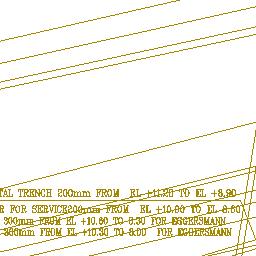 TAL TRENCH 200mm FROM EL +11.20 TO EL +8.90
R FOR SERVICE200mm FROM EL +10.90 TO EL 8.60
300mm FROM EL +10.60 TO 8.30 FOR EGGERSMANN
300mm FROM EL +10.30 TO 8.00 FOR EGGERSMANN